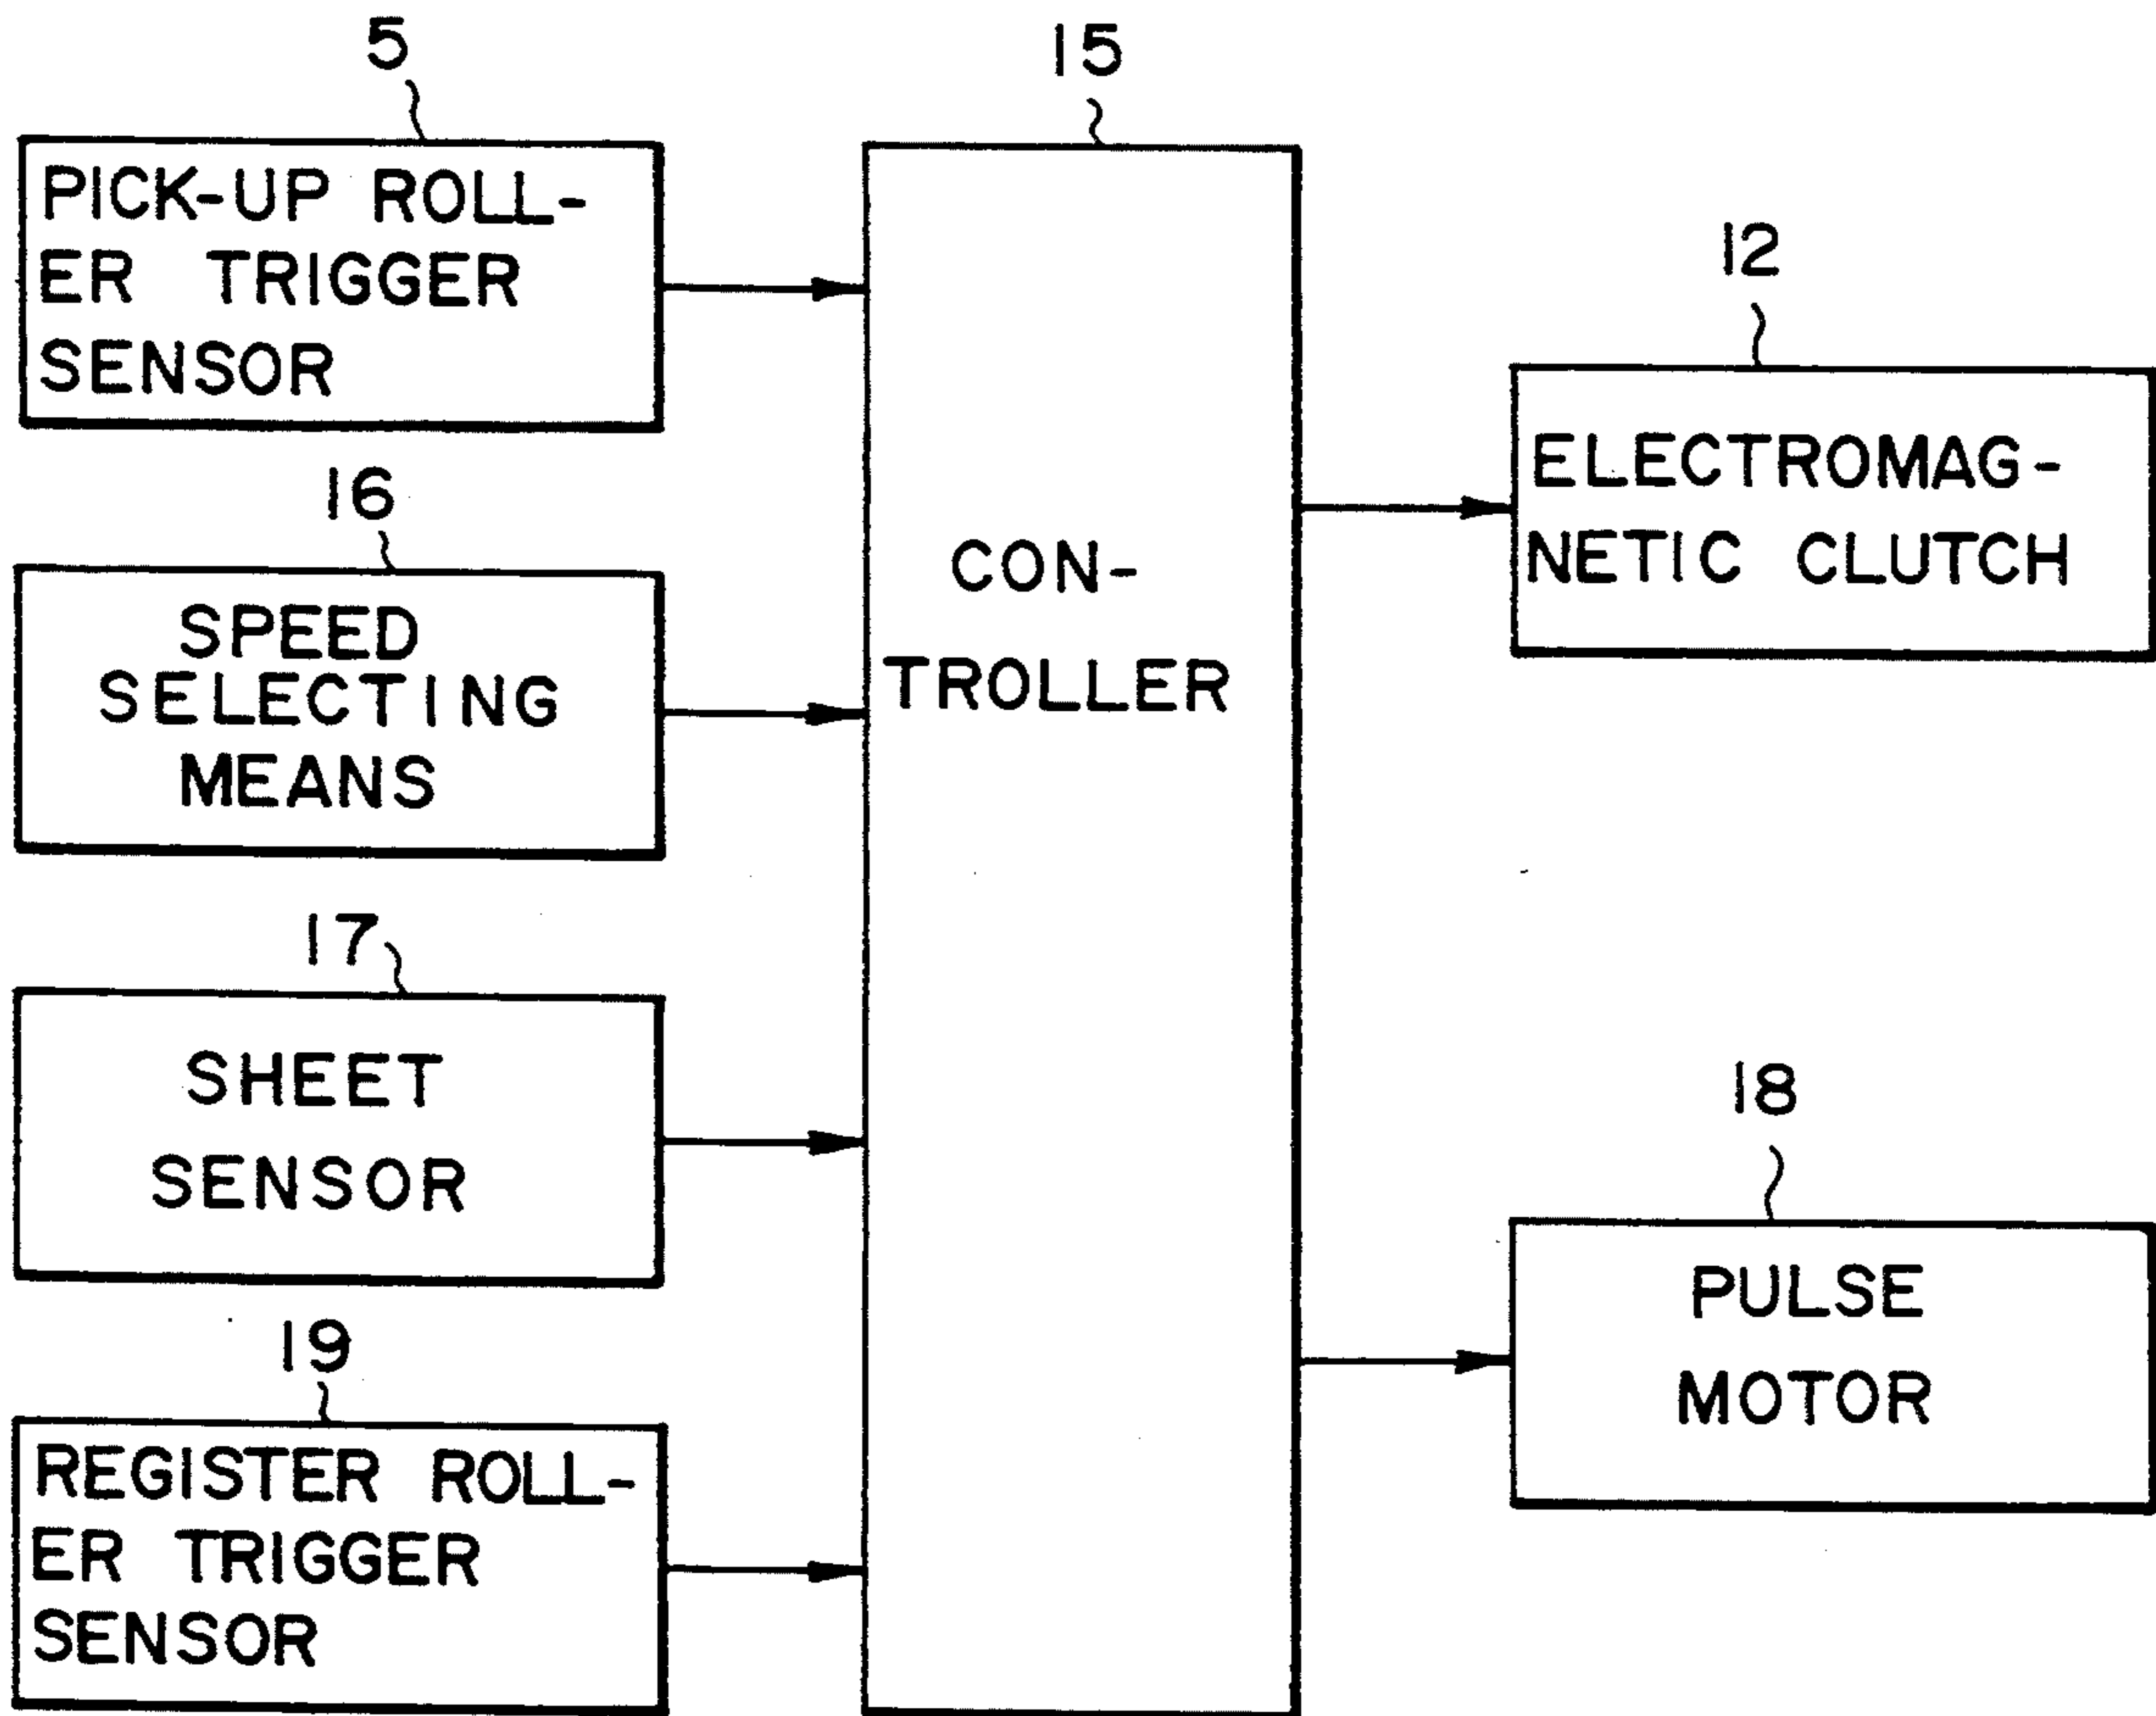 5
PICK-UP ROLL-
ER TRIGGER
SENSOR
16
SPEED
SELECTING
MEANS
17
SHEET
SENSOR
19
REGISTER ROLL-
ER TRIGGER
SENSOR
15
CON-
TROLLER
12
ELECTROMAG-
NETIC CLUTCH
18
PULSE
MOTOR